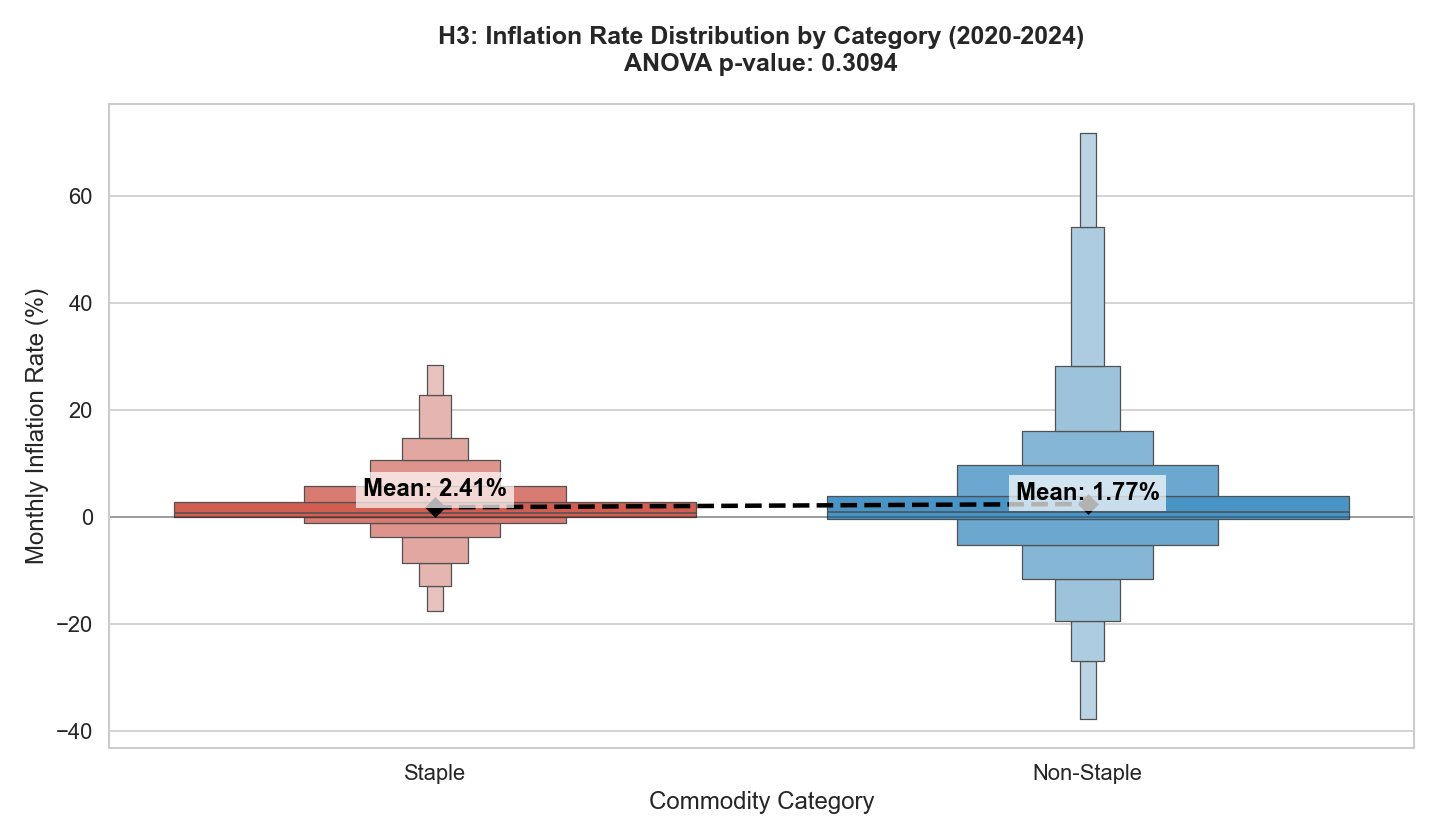 H3: Inflation Rate Distribution by Category (2020-2024)
ANOVA p-value: 0.3094
Monthly Inflation Rate (%)
60
40
20
0
−20
−40
Mean: 2.41%
Mean: 1.77%
Staple
Non-Staple
Commodity Category